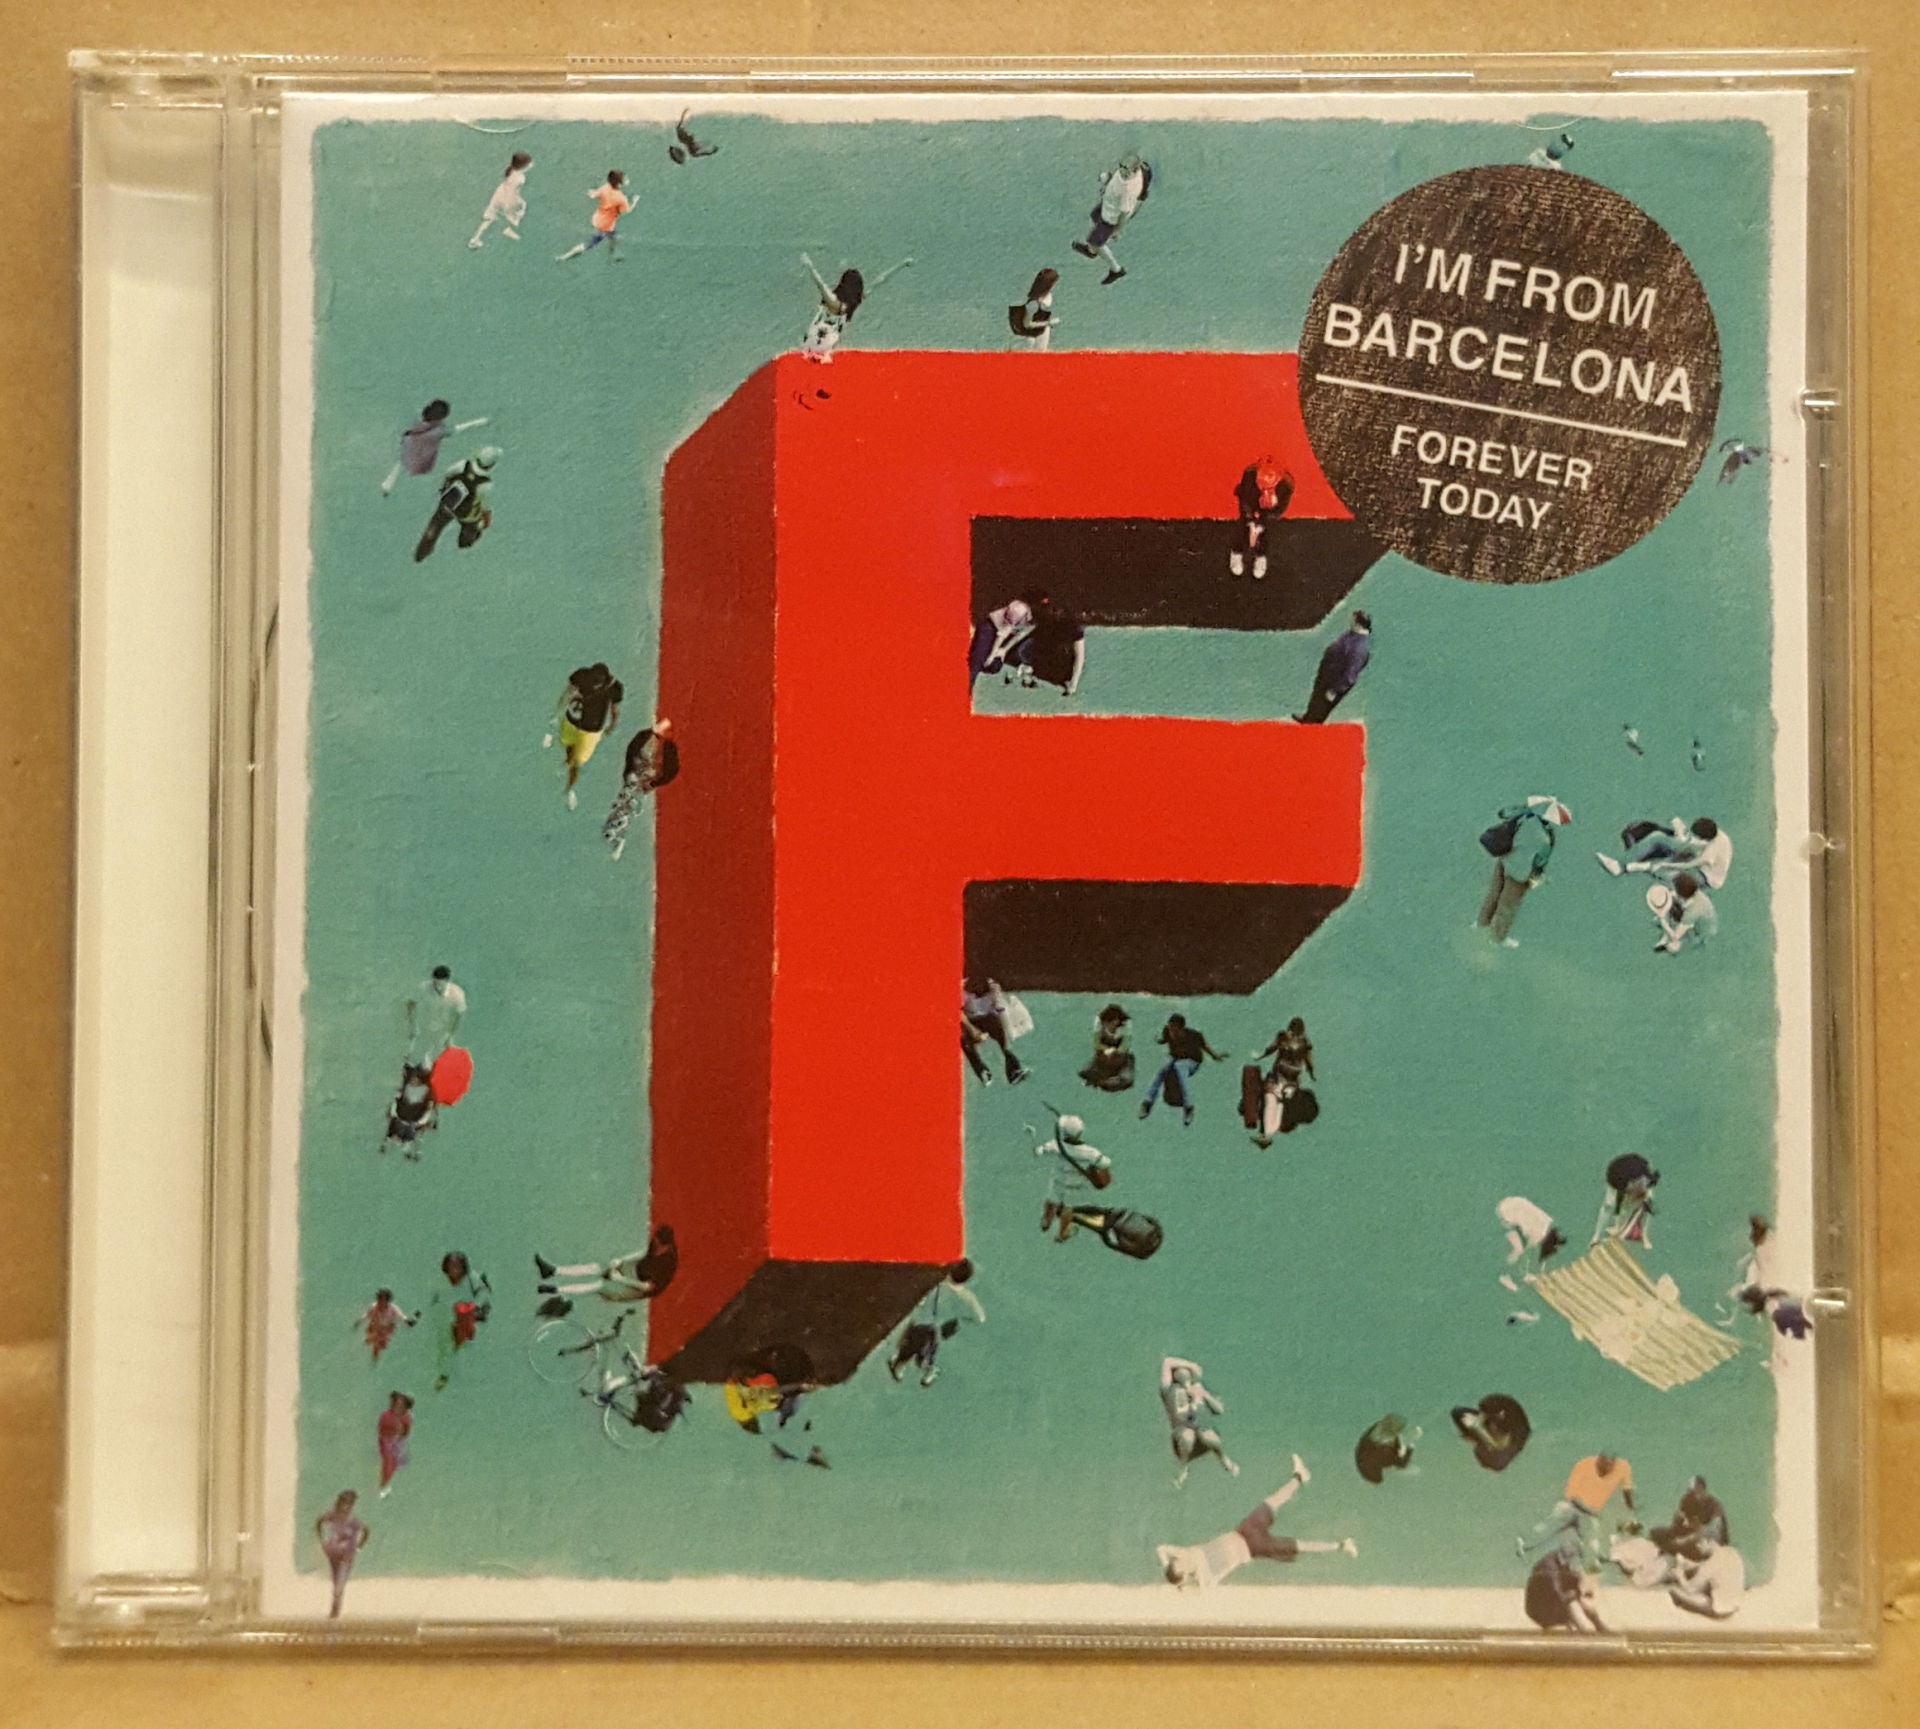 I'M FROM
BARCELONA
FOREVER
TODAY
F